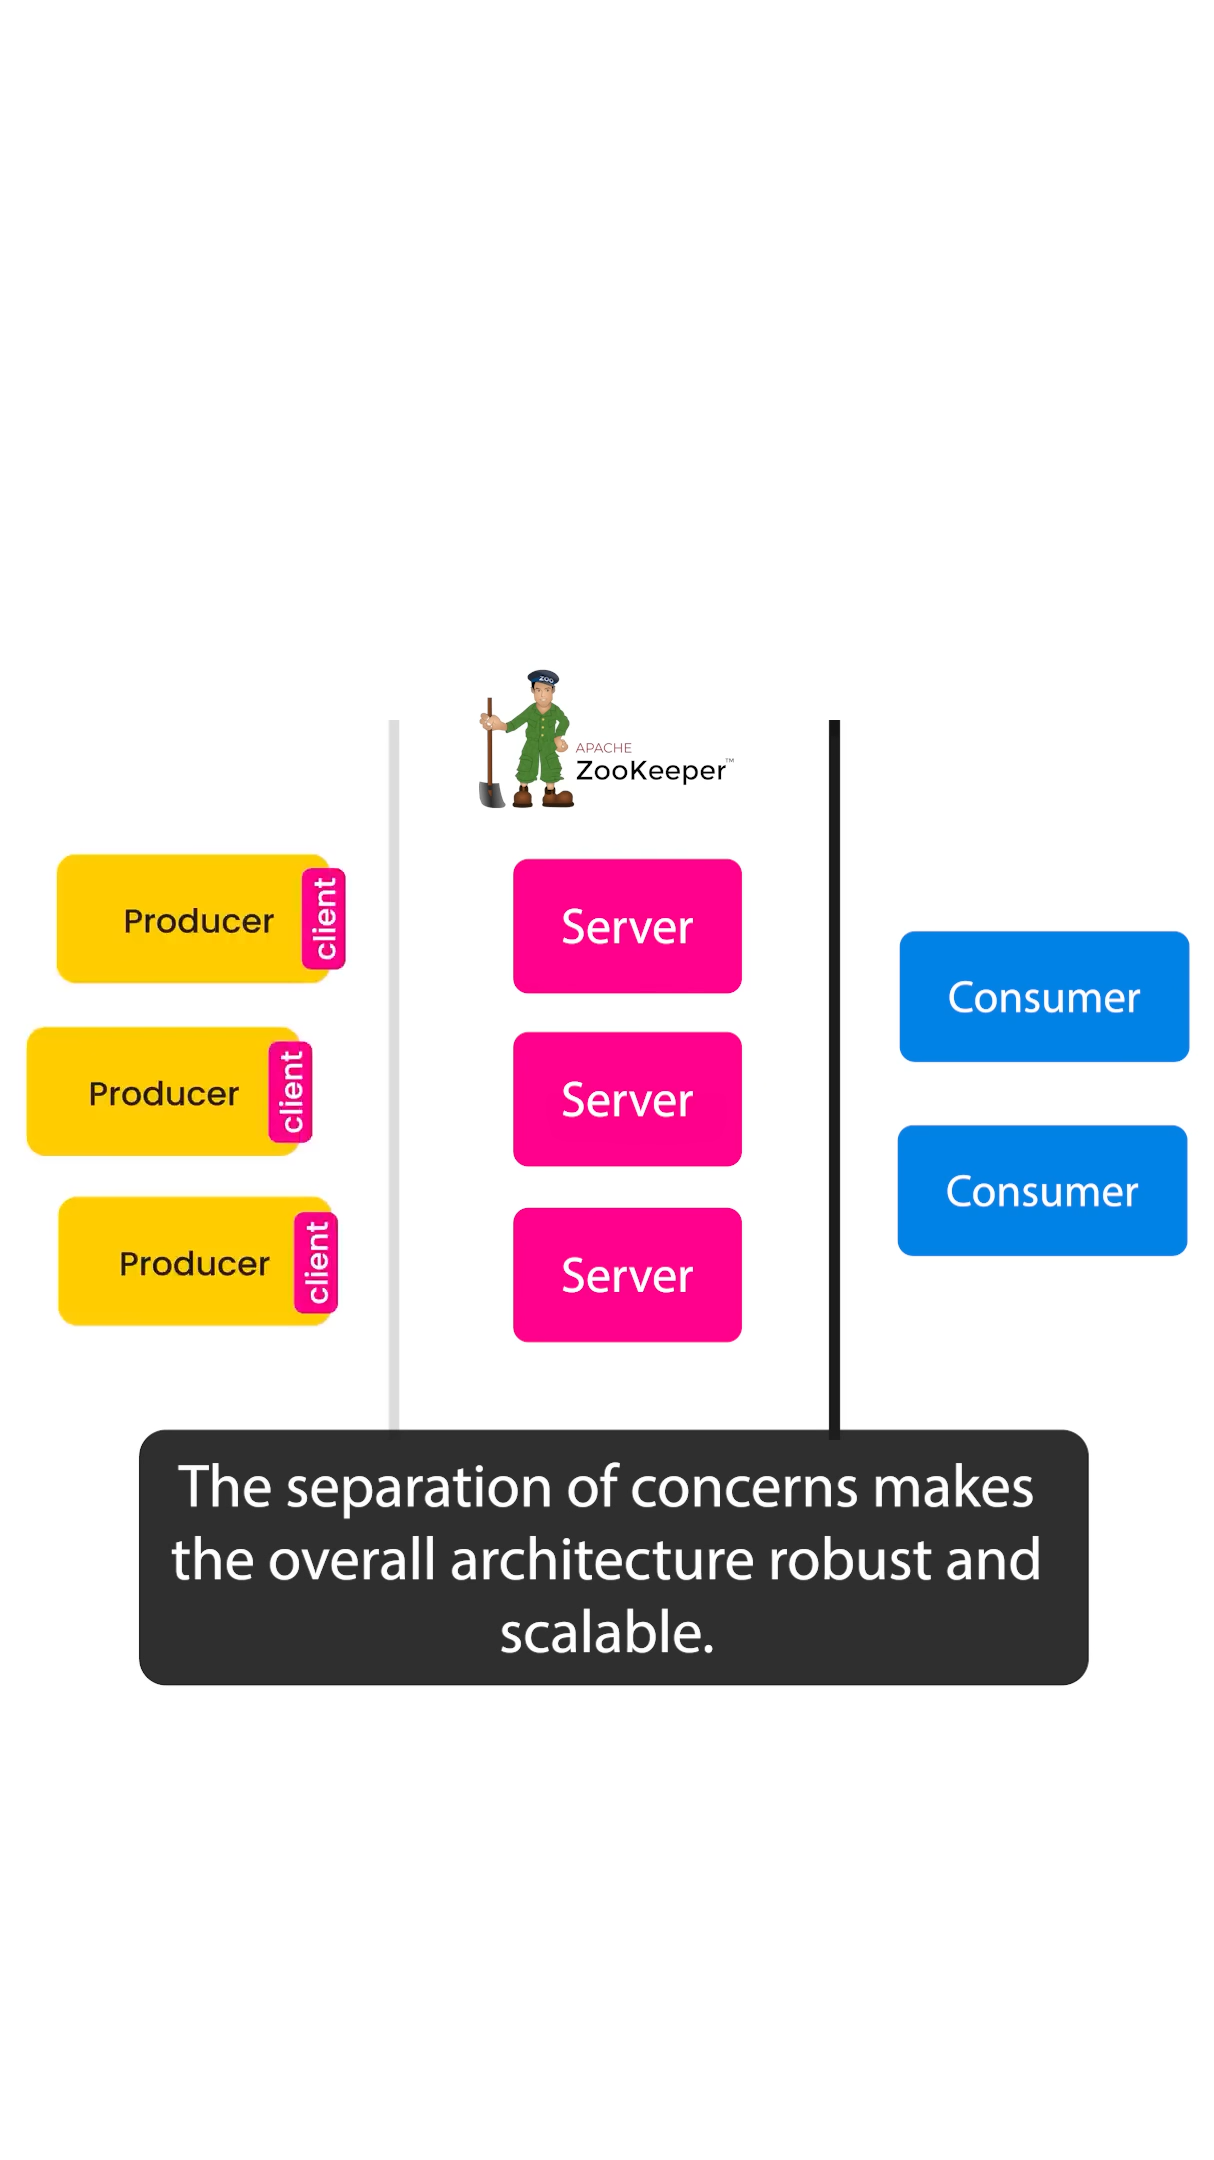 ZOO
APACHE
ZooKeeper™
Producer
client
Server
Consumer
Producer
client
Server
Consumer
Producer
client
Server
The separation of concerns makes
the overall architecture robust and
scalable.